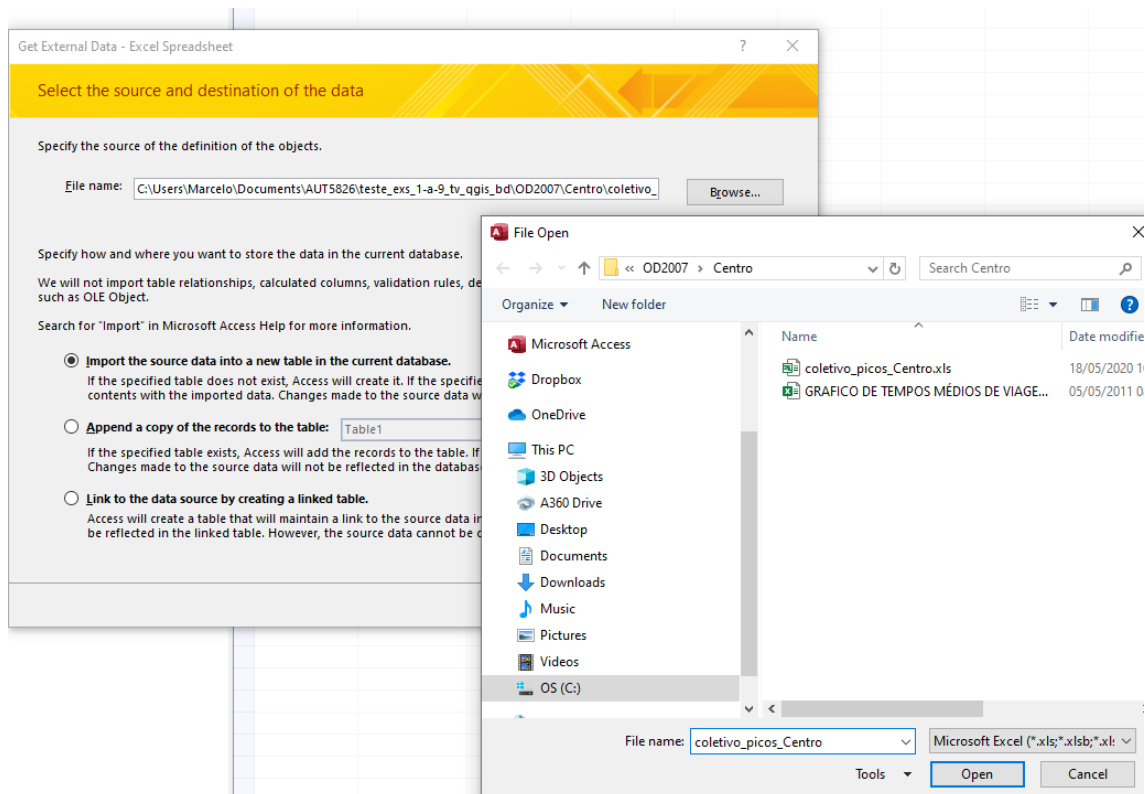 Get External Data - Excel Spreadsheet
?
Select the source and destination of the data
Specify the source of the definition of the objects.
File name:
C:\Users\Marcelo\Documents\AUT5826\teste_exs_1-a-9_tv_qgis_bd\OD2007\Centro\coletivo_
Browse...
Specify how and where you want to store the data in the current database.
We will not import table relationships, calculated columns, validation rules, de
such as OLE Object.
Search for "Import" in Microsoft Access Help for more information.
Import the source data into a new table in the current database.
If the specified table does not exist, Access will create it. If the specifie
contents with the imported data. Changes made to the source data w
Append a copy of the records to the table:
Table1
If the specified table exists, Access will add the records to the table. If
Changes made to the source data will not be reflected in the databas
Link to the data source by creating a linked table.
Access will create a table that will maintain a link to the source data in
be reflected in the linked table. However, the source data cannot be c
File Open
« OD2007 › Centro
Search Centro
Organize
New folder
?
Microsoft Access
Dropbox
OneDrive
This PC
3D Objects
A360 Drive
Desktop
Documents
Downloads
Music
Pictures
Videos
OS (C:)
Name
Date modifie
coletivo_picos_Centro.xls
18/05/2020 1
GRAFICO DE TEMPOS MÉDIOS DE VIAGE...
05/05/2011 0
File name:
coletivo_picos_Centro
Microsoft Excel (*.xls;*.xlsb;*.xl
Tools
Open
Cancel